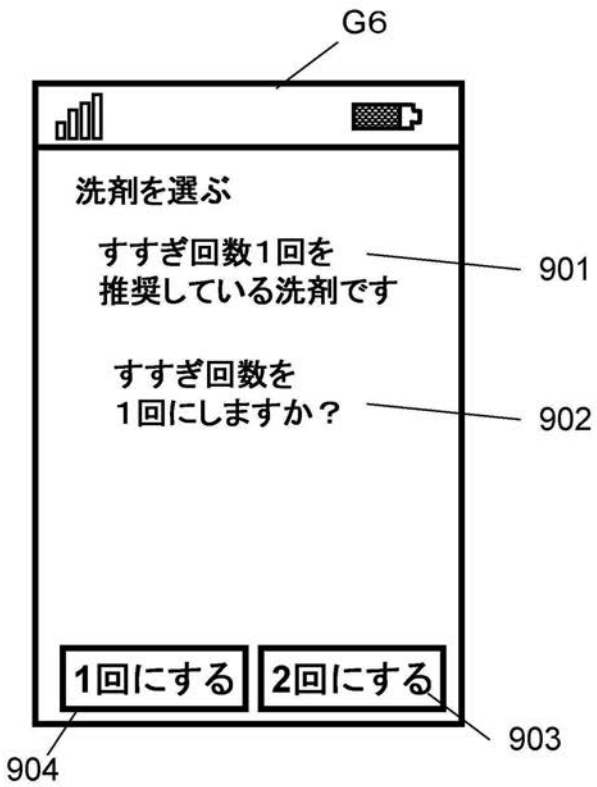 G6
洗剤を選ぶ
すすぎ回数1回を
推奨している洗剤です
901
すすぎ回数を
1回にしますか？
902
1回にする
2回にする
903
904